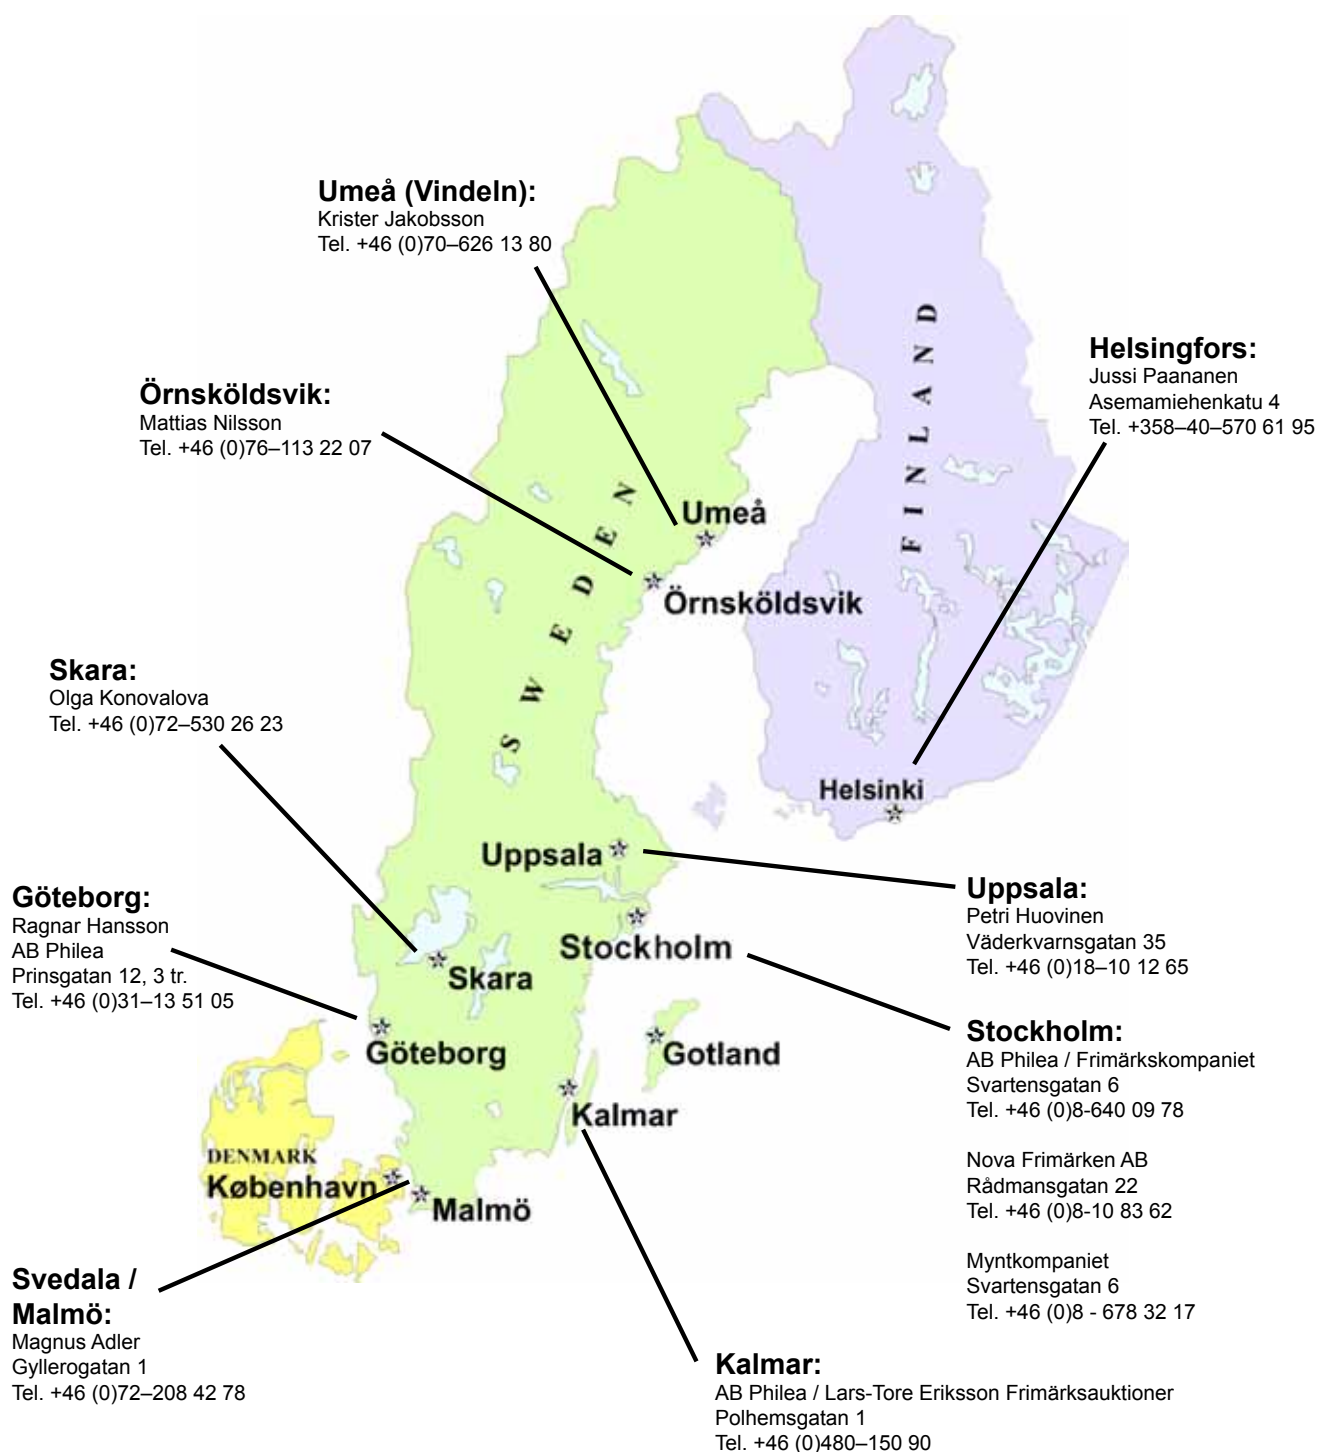 Umeå (Vindeln):
Krister Jakobsson
Tel. +46 (0)70–626 13 80
Helsingfors:
Jussi Paananen
Asemamiehenkatu 4
Tel. +358–40–570 61 95
Örnsköldsvik:
Mattias Nilsson
Tel. +46 (0)76–113 22 07
FINLAND
SWEDEN
Umeå
Örnsköldsvik
Skara:
Olga Konovalova
Tel. +46 (0)72–530 26 23
Helsinki
Uppsala
Göteborg:
Ragnar Hansson
AB Philea
Prinsgatan 12, 3 tr.
Tel. +46 (0)31–13 51 05
Uppsala:
Petri Huovinen
Väderkvarnsgatan 35
Tel. +46 (0)18–10 12 65
Stockholm
Skara
Göteborg
Gotland
Kalmar
Stockholm:
AB Philea / Frimärkskompaniet
Svartensgatan 6
Tel. +46 (0)8-640 09 78
Nova Frimärken AB
Rådmansgatan 22
Tel. +46 (0)8-10 83 62
Myntkompaniet
Svartensgatan 6
Tel. +46 (0)8 - 678 32 17
DENMARK
København
Malmö
Svedala /
Malmö:
Magnus Adler
Gyllerogatan 1
Tel. +46 (0)72–208 42 78
Kalmar:
AB Philea / Lars-Tore Eriksson Frimärksauktioner
Polhemsgatan 1
Tel. +46 (0)480–150 90